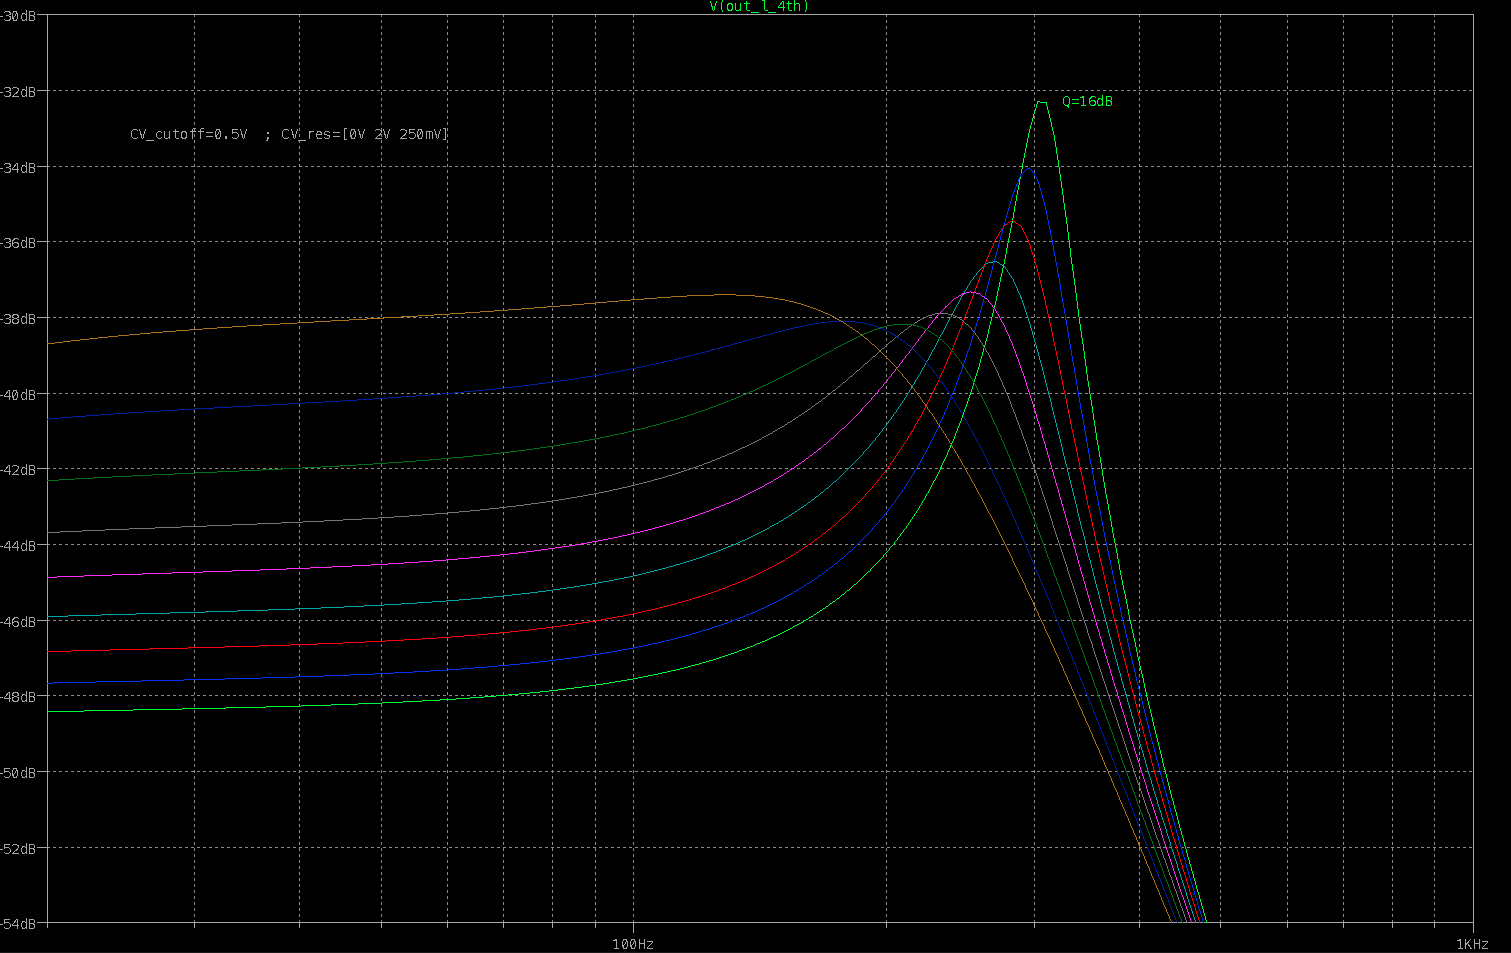 V(out_l_4th)
-30dB
-32dB
Q=16dB
CV_cutoff=0.5V ; CV_res=[0V 2V 250mV]
-34dB
-36dB
-38dB
-40dB
-42dB
-44dB
-46dB
-48dB
-50dB
-52dB
-54dB
100Hz
1KHz